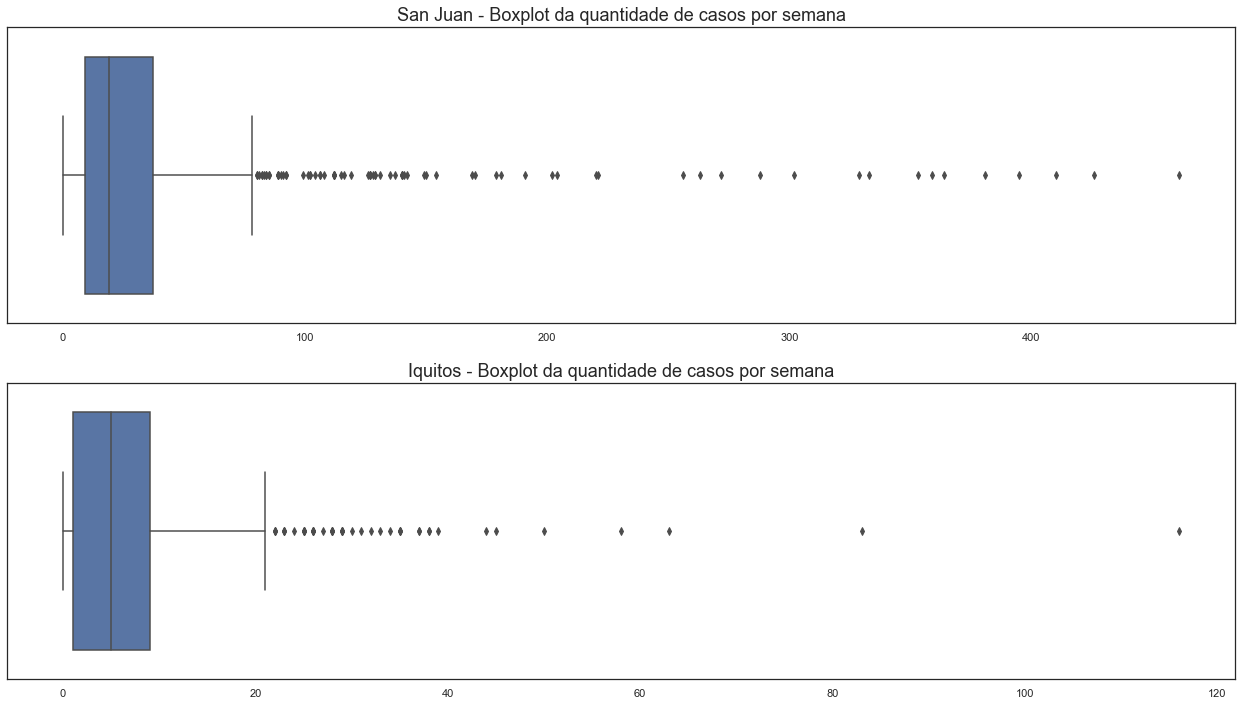 San Juan - Boxplot da quantidade de casos por semana
0 100 200 300 400
Iquitos - Boxplot da quantidade de casos por semana
0 20 40 60 80 100 120